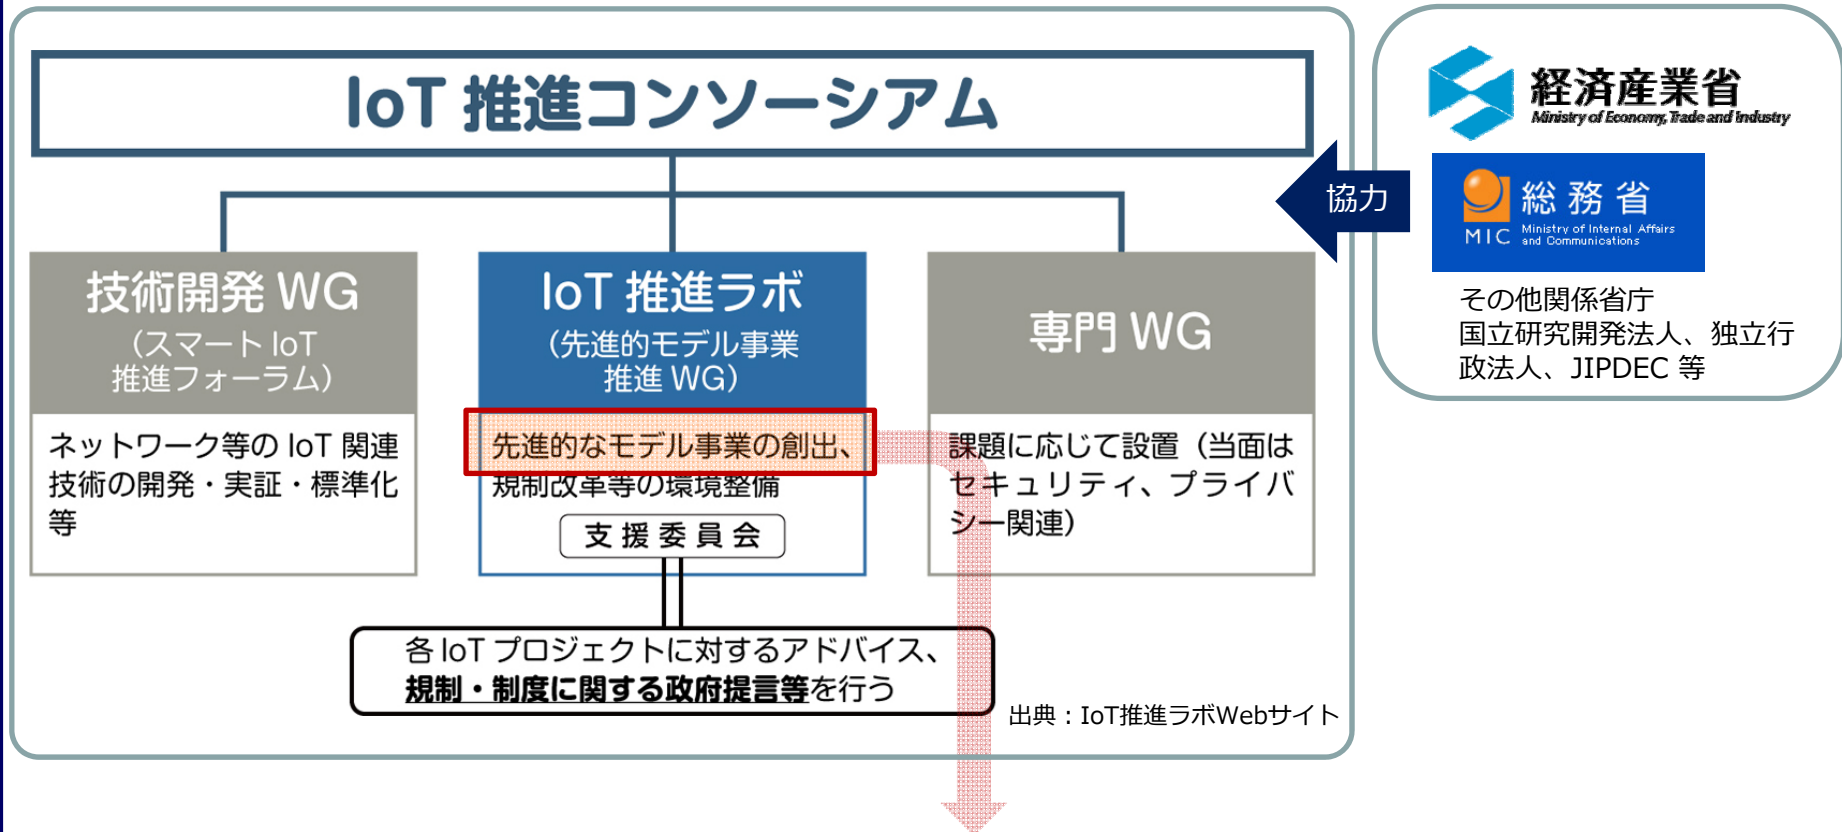 IoT 推進コンソーシアム
技術開発 WG
（スマート IoT
推進フォーラム）
ネットワーク等の IoT 関連
技術の開発・実証・標準化
等
IoT 推進ラボ
（先進的モデル事業
推進 WG）
先進的なモデル事業の創出、
規制改革等の環境整備
支援委員会
専門 WG
課題に応じて設置（当面は
セキュリティ、プライバ
シー関連）
各 IoT プロジェクトに対するアドバイス、
規制・制度に関する政府提言等を行う
出典：IoT推進ラボWebサイト
協力
経済産業省
Ministry of Economy, Trade and Industry
総務省
MIC Ministry of Internal Affairs
and Communications
その他関係省庁
国立研究開発法人、独立行
政法人、JIPDEC 等